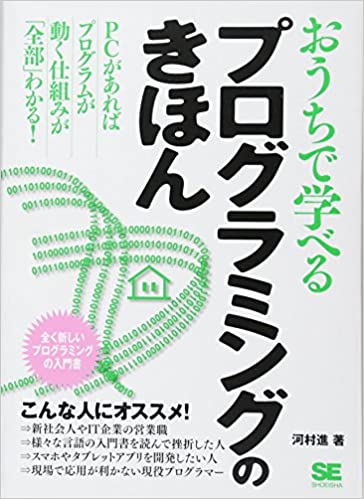 おうちで学べる
プログラミングの
きほん
PCがあれば
プログラムが
動く仕組みが
「全部」わかる!
全く新しい
プログラミング
の入門書
こんな人にオススメ!
⇒新社会人やIT企業の営業職
⇒様々な言語の入門書を読んで挫折した人
⇒スマホやタブレットアプリを開発したい人
⇒現場で応用が利かない現役プログラマー
河村進 著
SE
SHOEISHA